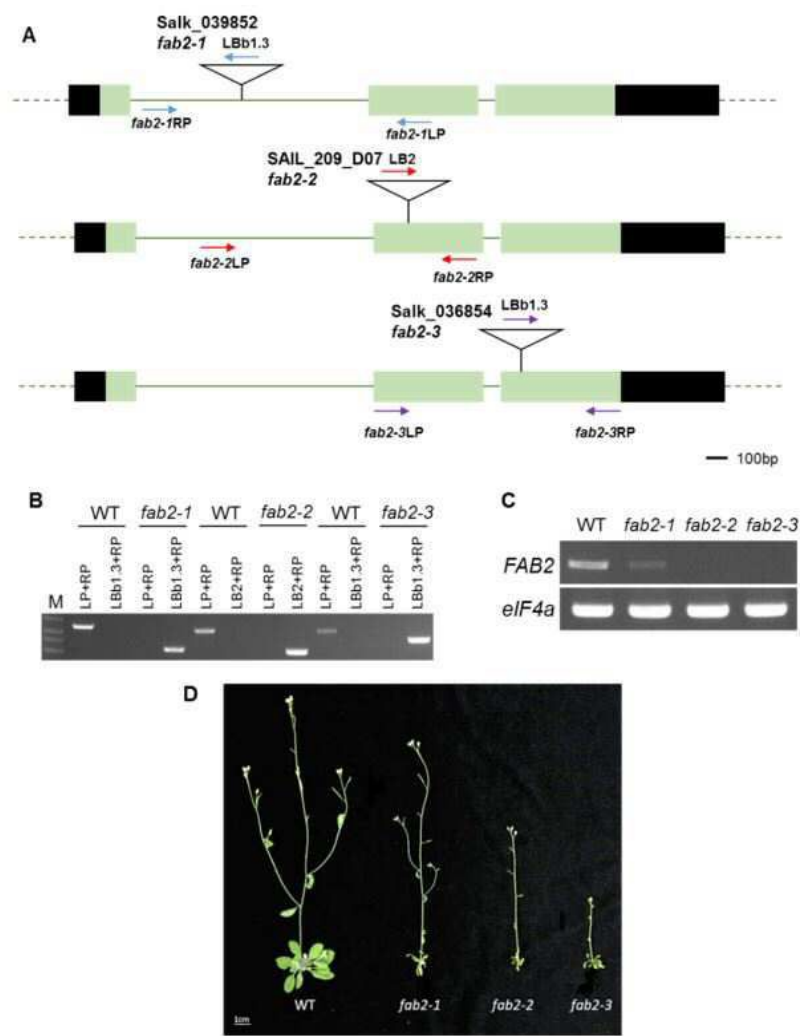 A
Salk_039852
fab2-1 LBb1.3
fab2-1RP
fab2-1LP
SAIL_209_D07 LB2
fab2-2
fab2-2LP
fab2-2RP
Salk_036854 LBb1.3
fab2-3
fab2-3LP
fab2-3RP
100bp
B
WT fab2-1 WT fab2-2 WT fab2-3
M LP+RP LBb1.3+RP LP+RP LBb1.3+RP LP+RP LB2+RP LP+RP LB2+RP LP+RP LBb1.3+RP LP+RP LBb1.3+RP
C
WT fab2-1 fab2-2 fab2-3
FAB2
eIF4a
D
WT fab2-1 fab2-2 fab2-3
1cm